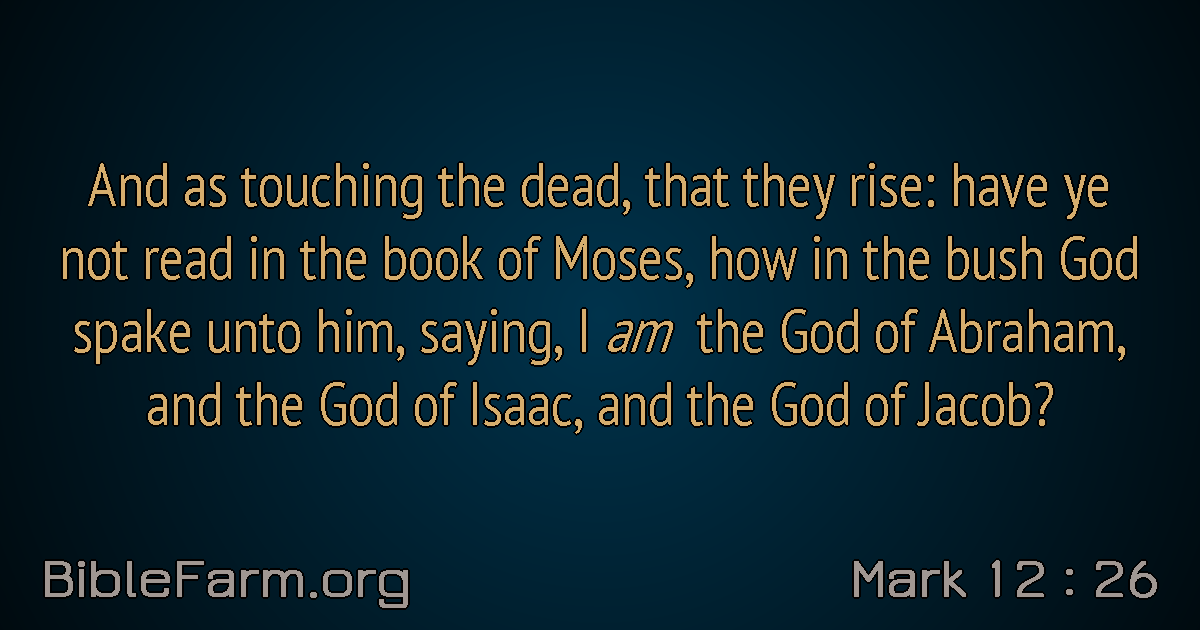 And as touching the dead, that they rise: have ye
not read in the book of Moses, how in the bush God
spake unto him, saying, I am the God of Abraham,
and the God of Isaac, and the God of Jacob?
BibleFarm.org
Mark 12 : 26